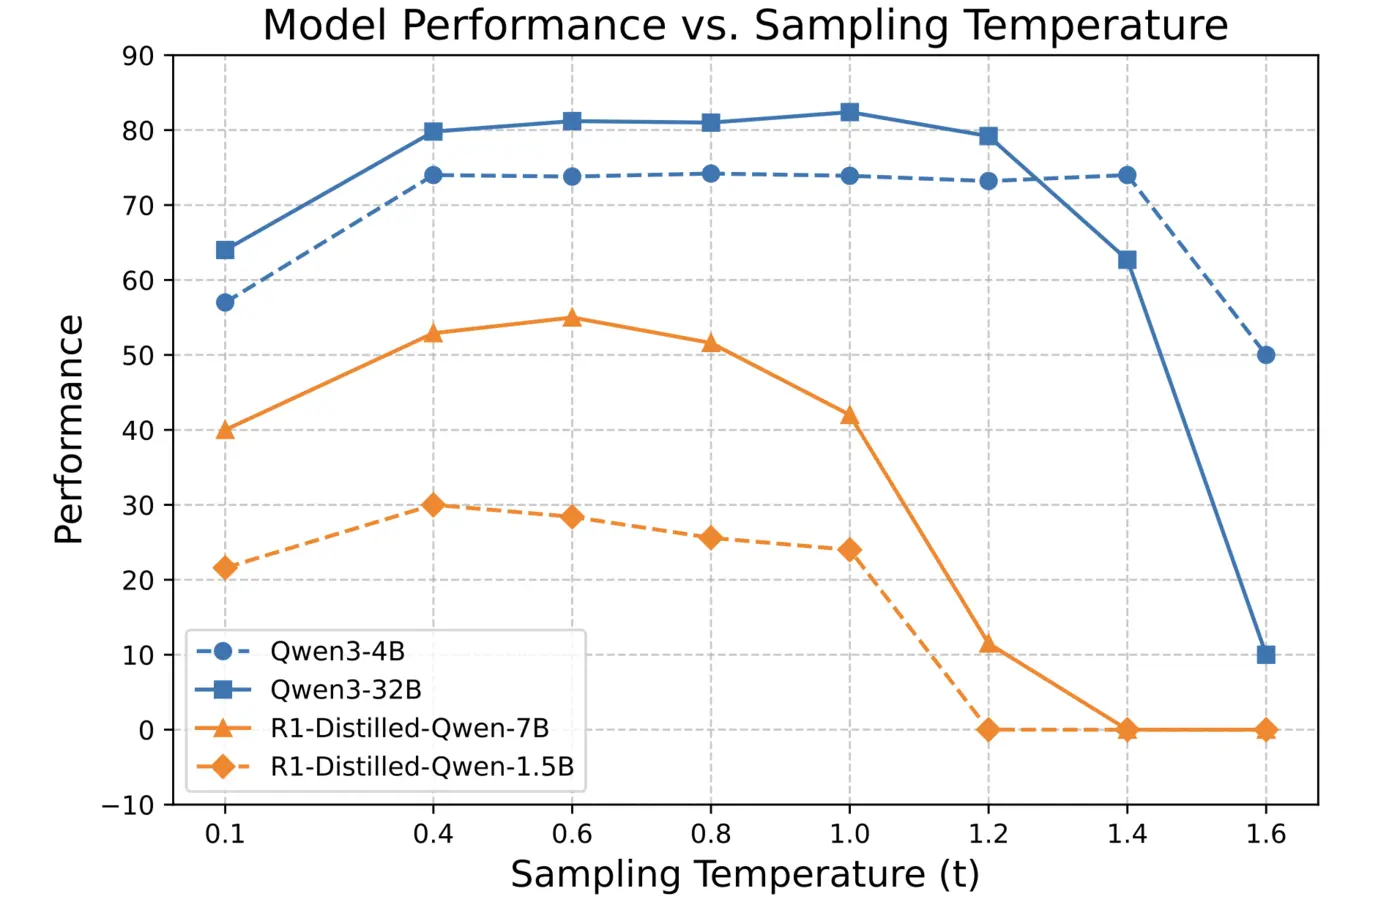 Model Performance vs. Sampling Temperature
90
80
70
60
50
40
30
20
10
0
−10
Performance
Qwen3-4B
Qwen3-32B
R1-Distilled-Qwen-7B
R1-Distilled-Qwen-1.5B
0.1 0.4 0.6 0.8 1.0 1.2 1.4 1.6
Sampling Temperature (t)